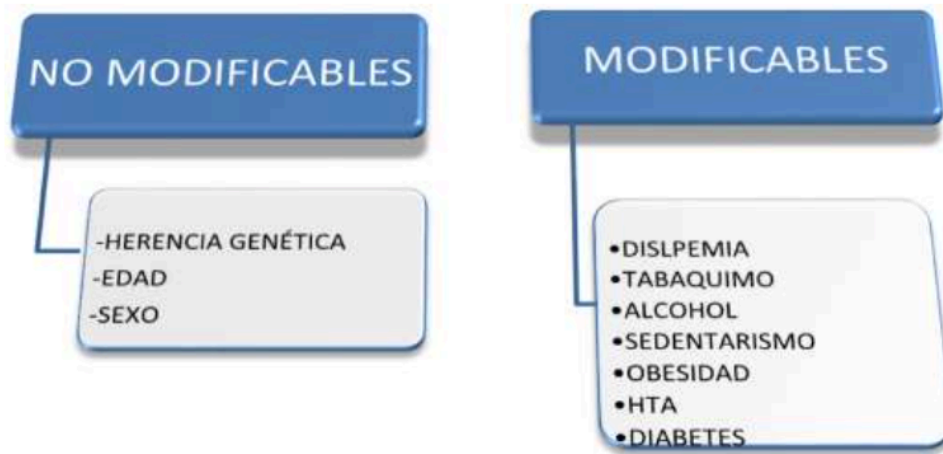 NO MODIFICABLES
-HERENCIA GENÉTICA
-EDAD
-SEXO
MODIFICABLES
•DISLPEMIA
•TABAQUIMO
•ALCOHOL
•SEDENTARISMO
•OBESIDAD
•HTA
•DIABETES